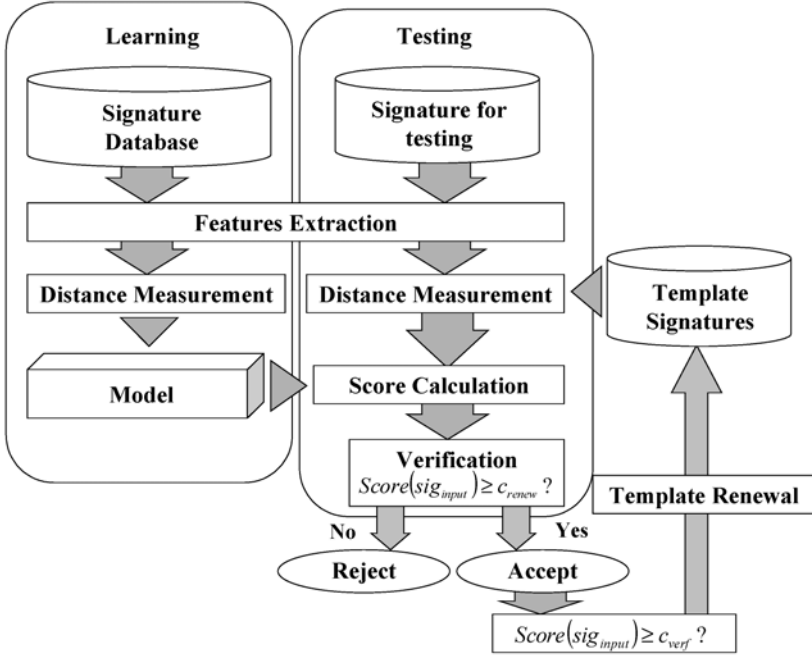 Learning
Testing
Signature
Database
Signature for
testing
Features Extraction
Distance Measurement
Distance Measurement
Template
Signatures
Model
Score Calculation
Verification
Score(sig_input) ≥ c_renew ?
Template Renewal
No
Yes
Reject
Accept
Score(sig_input) ≥ c_verf ?